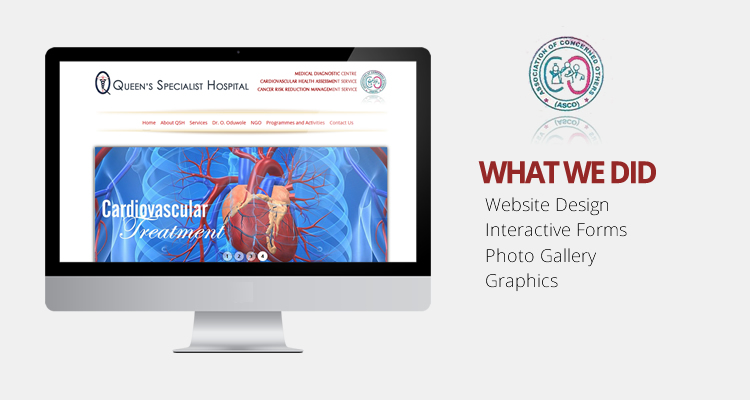 QUEEN'S SPECIALIST HOSPITAL
MEDICAL DIAGNOSTIC CENTRE
CARDIOVASCULAR HEALTH ASSESSMENT SERVICE
CANCER RISK REDUCTION MANAGEMENT SERVICE
Home About QSH Services Dr. O. Oduwole NGO Programmes and Activities Contact Us
Cardiovascular
Treatment
1 2 3 4
ASSOCIATION OF CONCERNED OTHERS
(ASCO)
WHAT WE DID
Website Design
Interactive Forms
Photo Gallery
Graphics